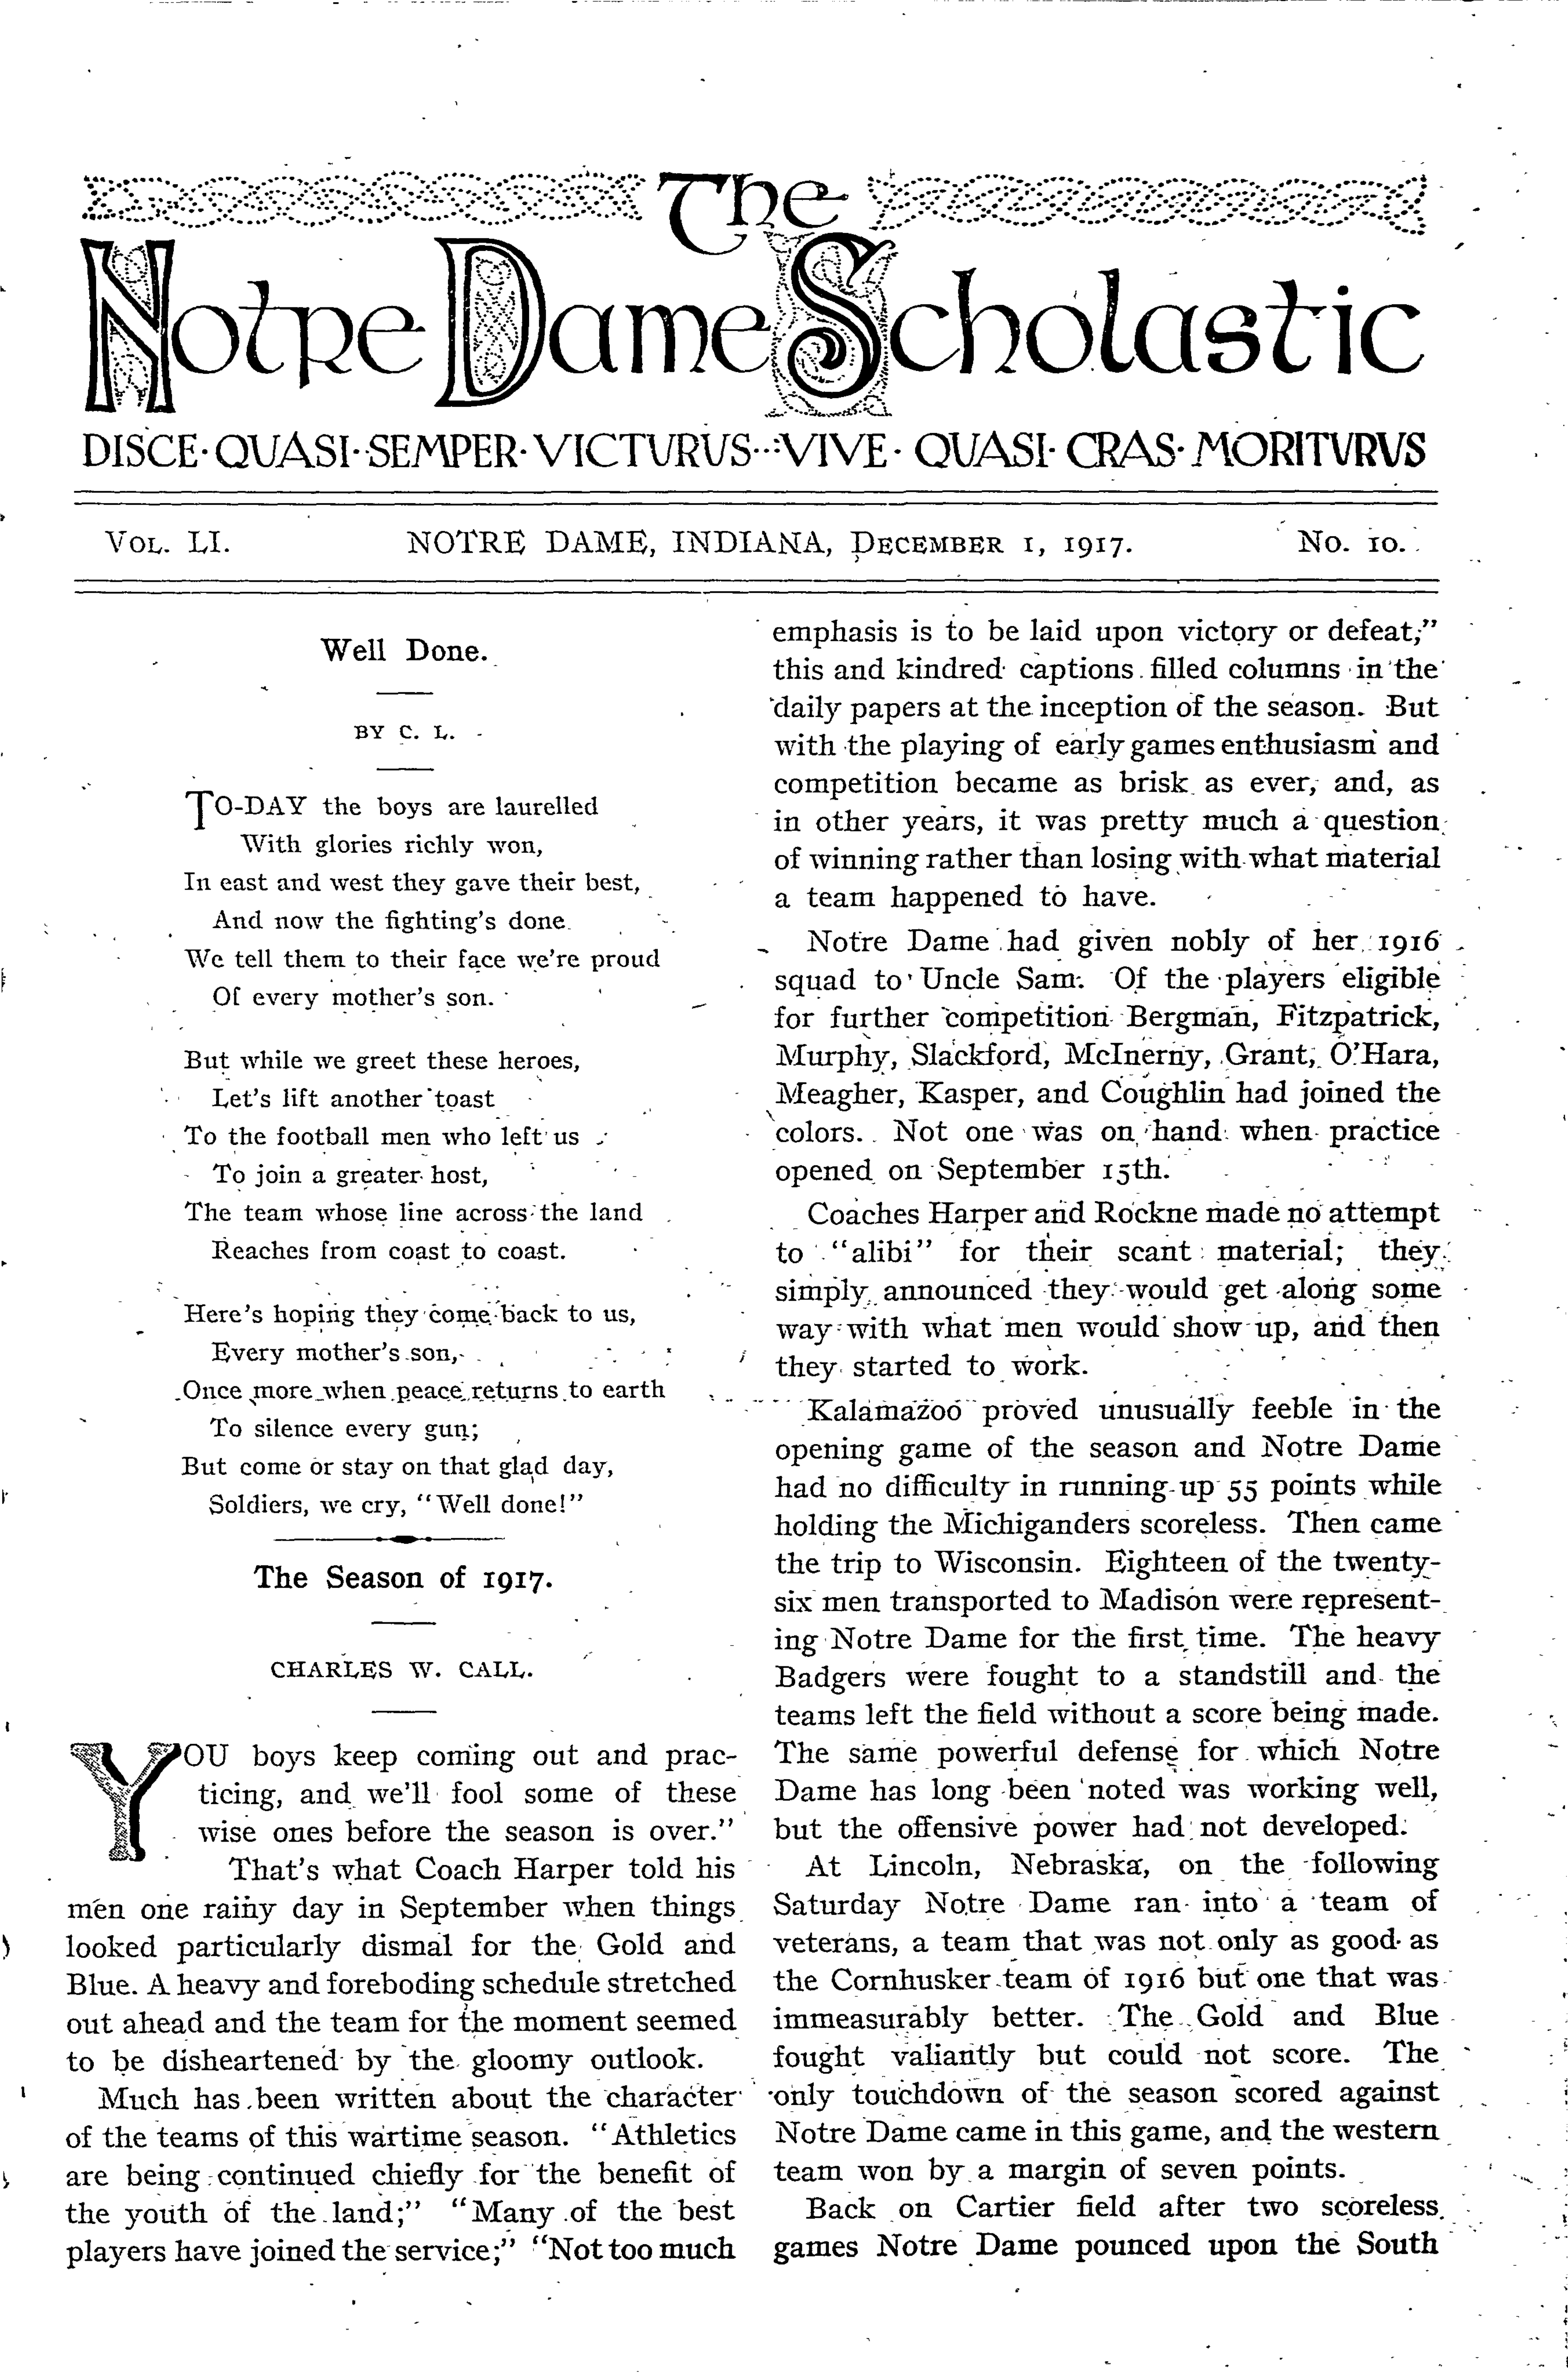 The
Notre Dame Scholastic
DISCE·QUASI·SEMPER·VICTVRVS···VIVE·QUASI·CRAS·MORITVRVS
VOL. LI. NOTRE DAME, INDIANA, DECEMBER 1, 1917. No. 10.
Well Done.
BY C. L.
TO-DAY the boys are laurelled
With glories richly won,
In east and west they gave their best,
And now the fighting's done
We tell them to their face we're proud
Of every mother's son.
But while we greet these heroes,
Let's lift another toast
To the football men who left us
To join a greater host,
The team whose line across the land
Reaches from coast to coast.
Here's hoping they come back to us,
Every mother's son,
Once more when peace returns to earth
To silence every gun;
But come or stay on that glad day,
Soldiers, we cry, "Well done!"
The Season of 1917.
CHARLES W. CALL.
YOU boys keep coming out and prac-
ticing, and we'll fool some of these
wise ones before the season is over."
That's what Coach Harper told his
men one rainy day in September when things
looked particularly dismal for the Gold and
Blue. A heavy and foreboding schedule stretched
out ahead and the team for the moment seemed
to be disheartened by the gloomy outlook.
Much has been written about the character
of the teams of this wartime season. "Athletics
are being continued chiefly for the benefit of
the youth of the land;" "Many of the best
players have joined the service;" "Not too much
emphasis is to be laid upon victory or defeat;"
this and kindred captions filled columns in the
daily papers at the inception of the season. But
with the playing of early games enthusiasm and
competition became as brisk as ever, and, as
in other years, it was pretty much a question
of winning rather than losing with what material
a team happened to have.
Notre Dame had given nobly of her 1916
squad to Uncle Sam. Of the players eligible
for further competition Bergman, Fitzpatrick,
Murphy, Slackford, McInerny, Grant, O'Hara,
Meagher, Kasper, and Coughlin had joined the
colors. Not one was on hand when practice
opened on September 15th.
Coaches Harper and Rockne made no attempt
to "alibi" for their scant material; they
simply announced they would get along some
way with what men would show up, and then
they started to work.
Kalamazoo proved unusually feeble in the
opening game of the season and Notre Dame
had no difficulty in running up 55 points while
holding the Michiganders scoreless. Then came
the trip to Wisconsin. Eighteen of the twenty-
six men transported to Madison were represent-
ing Notre Dame for the first time. The heavy
Badgers were fought to a standstill and the
teams left the field without a score being made.
The same powerful defense for which Notre
Dame has long been noted was working well,
but the offensive power had not developed.
At Lincoln, Nebraska, on the following
Saturday Notre Dame ran into a team of
veterans, a team that was not only as good as
the Cornhusker team of 1916 but one that was
immeasurably better. The Gold and Blue
fought valiantly but could not score. The
only touchdown of the season scored against
Notre Dame came in this game, and the western
team won by a margin of seven points.
Back on Cartier field after two scoreless
games Notre Dame pounced upon the South